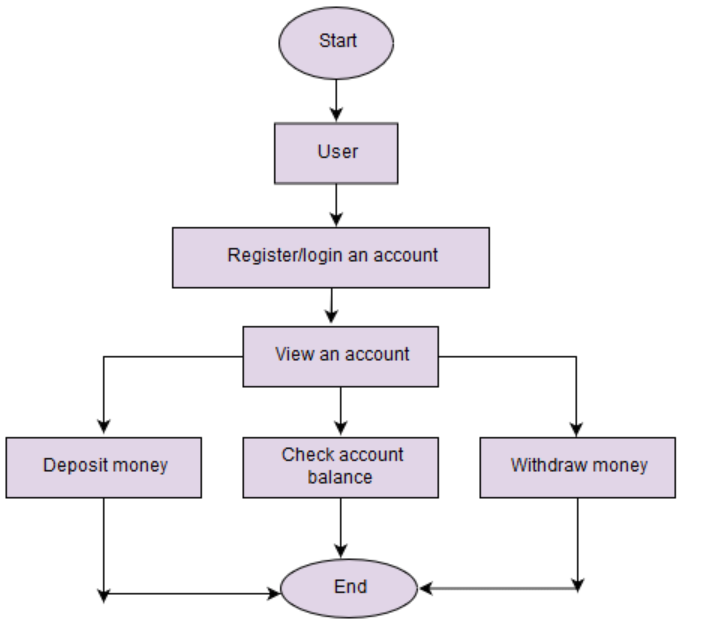 Start
User
Register/login an account
View an account
Deposit money
Check account
balance
Withdraw money
End